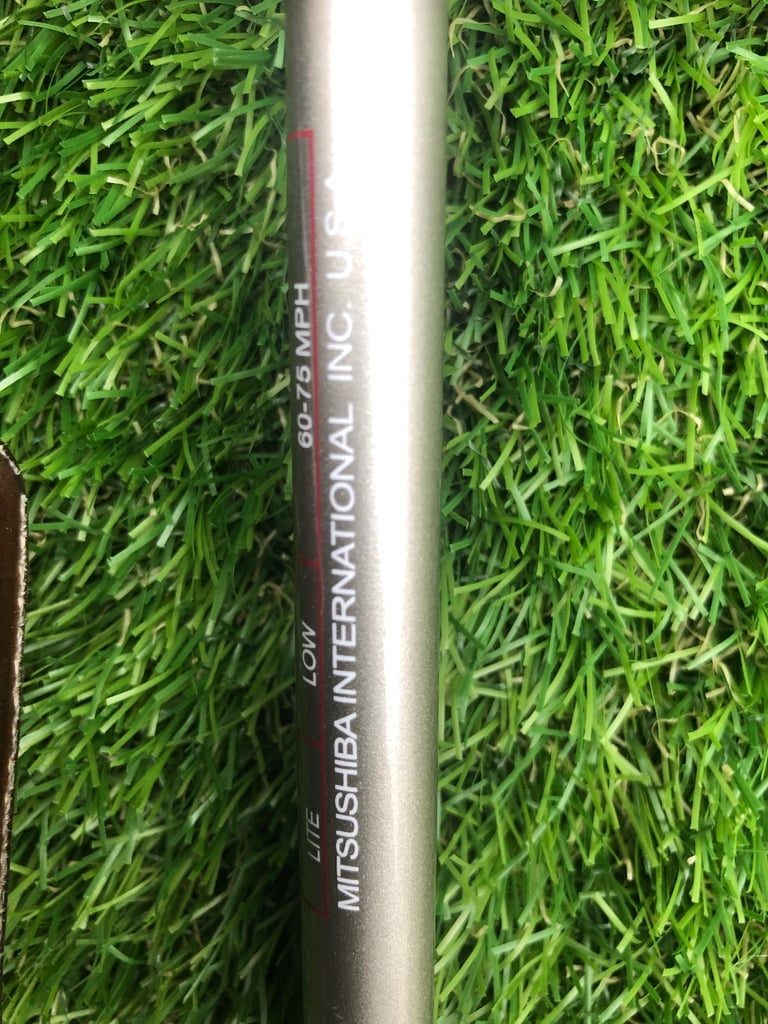 LITE LOW 60-75 MPH
MITSUSHIBA INTERNATIONAL INC. U.S.A